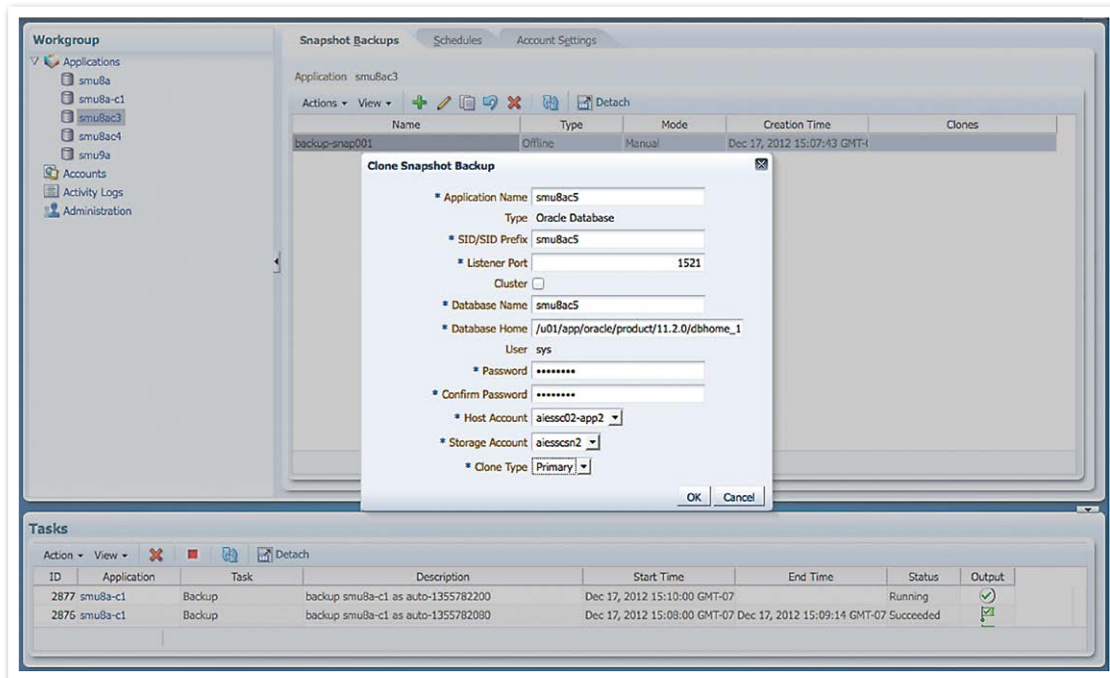 Workgroup
Applications
smu8a
smu8a-c1
smu8ac3
smu8ac4
smu9a
Accounts
Activity Logs
Administration
Snapshot Backups Schedules Account Settings
Application smu8ac3
Actions View Detach
Name Type Mode Creation Time Clones
backup-snap001 Offline Manual Dec 17, 2012 15:07:43 GMT-(
Clone Snapshot Backup
* Application Name smu8ac5
Type Oracle Database
* SID/SID Prefix smu8ac5
* Listener Port 1521
Cluster
* Database Name smu8ac5
* Database Home /u01/app/oracle/product/11.2.0/dbhome_1
User sys
* Password ••••••••
* Confirm Password ••••••••
* Host Account aiessc02-app2
* Storage Account aiesscsn2
* Clone Type Primary
OK Cancel
Tasks
Action View Detach
ID Application Task Description Start Time End Time Status Output
2877 smu8a-c1 Backup backup smu8a-c1 as auto-1355782200 Dec 17, 2012 15:10:00 GMT-07 Running
2876 smu8a-c1 Backup backup smu8a-c1 as auto-1355782080 Dec 17, 2012 15:08:00 GMT-07 Dec 17, 2012 15:09:14 GMT-07 Succeeded